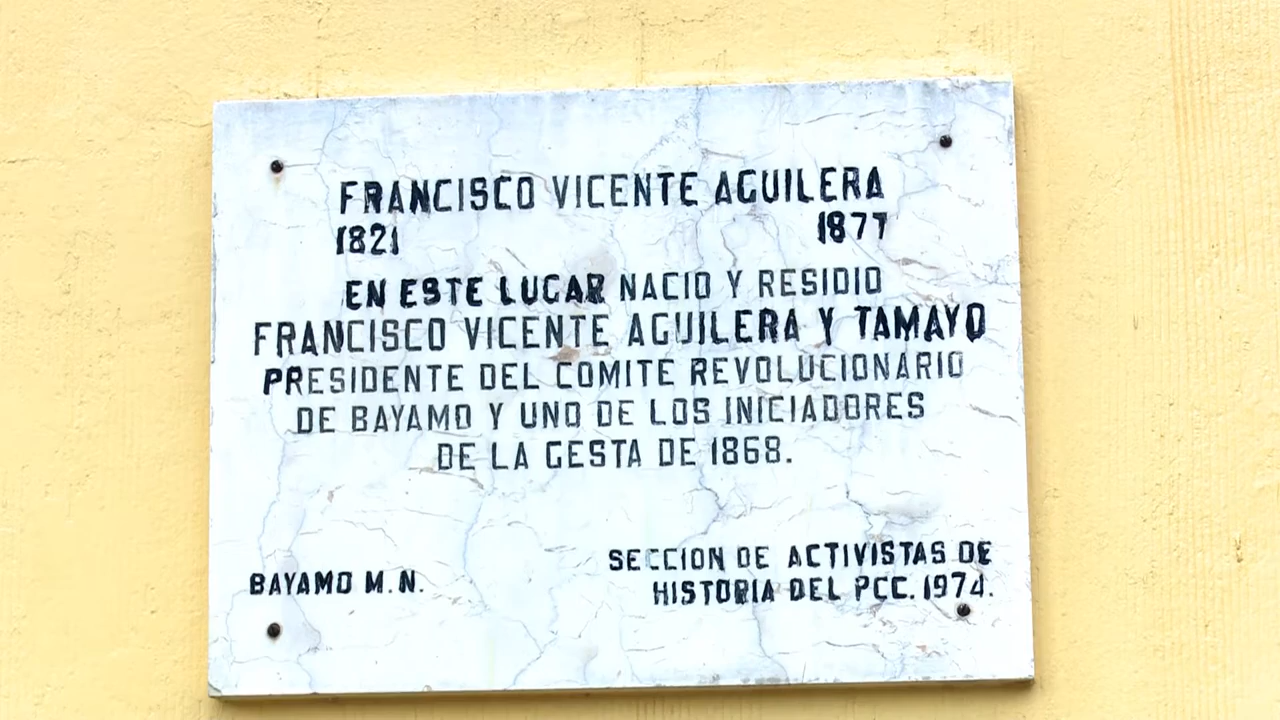 FRANCISCO VICENTE AGUILERA
1821 1877
EN ESTE LUGAR NACIO Y RESIDIO
FRANCISCO VICENTE AGUILERA Y TAMAYO
PRESIDENTE DEL COMITE REVOLUCIONARIO
DE BAYAMO Y UNO DE LOS INICIADORES
DE LA GESTA DE 1868.
BAYAMO M.N.
SECCION DE ACTIVISTAS DE
HISTORIA DEL PCC. 1974.